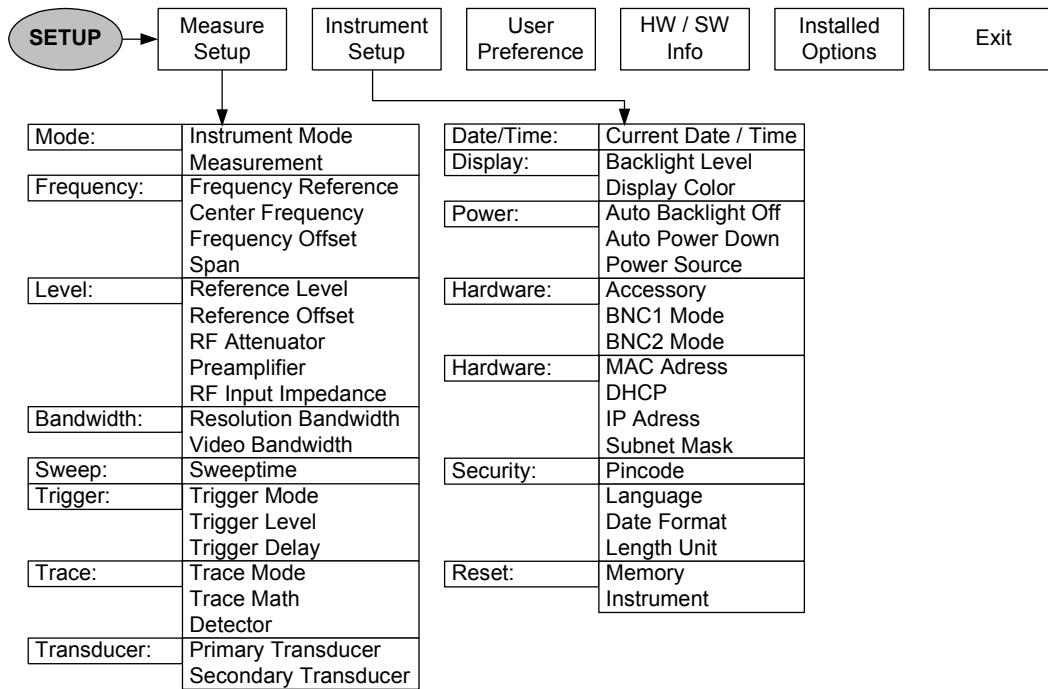 SETUP
Measure
Setup
Instrument
Setup
User
Preference
HW / SW
Info
Installed
Options
Exit
Mode: Instrument Mode
Measurement
Frequency: Frequency Reference
Center Frequency
Frequency Offset
Span
Level: Reference Level
Reference Offset
RF Attenuator
Preamplifier
RF Input Impedance
Bandwidth: Resolution Bandwidth
Video Bandwidth
Sweep: Sweeptime
Trigger: Trigger Mode
Trigger Level
Trigger Delay
Trace: Trace Mode
Trace Math
Detector
Transducer: Primary Transducer
Secondary Transducer
Date/Time: Current Date / Time
Display: Backlight Level
Display Color
Power: Auto Backlight Off
Auto Power Down
Power Source
Hardware: Accessory
BNC1 Mode
BNC2 Mode
Hardware: MAC Adress
DHCP
IP Adress
Subnet Mask
Security: Pincode
Language
Date Format
Length Unit
Reset: Memory
Instrument